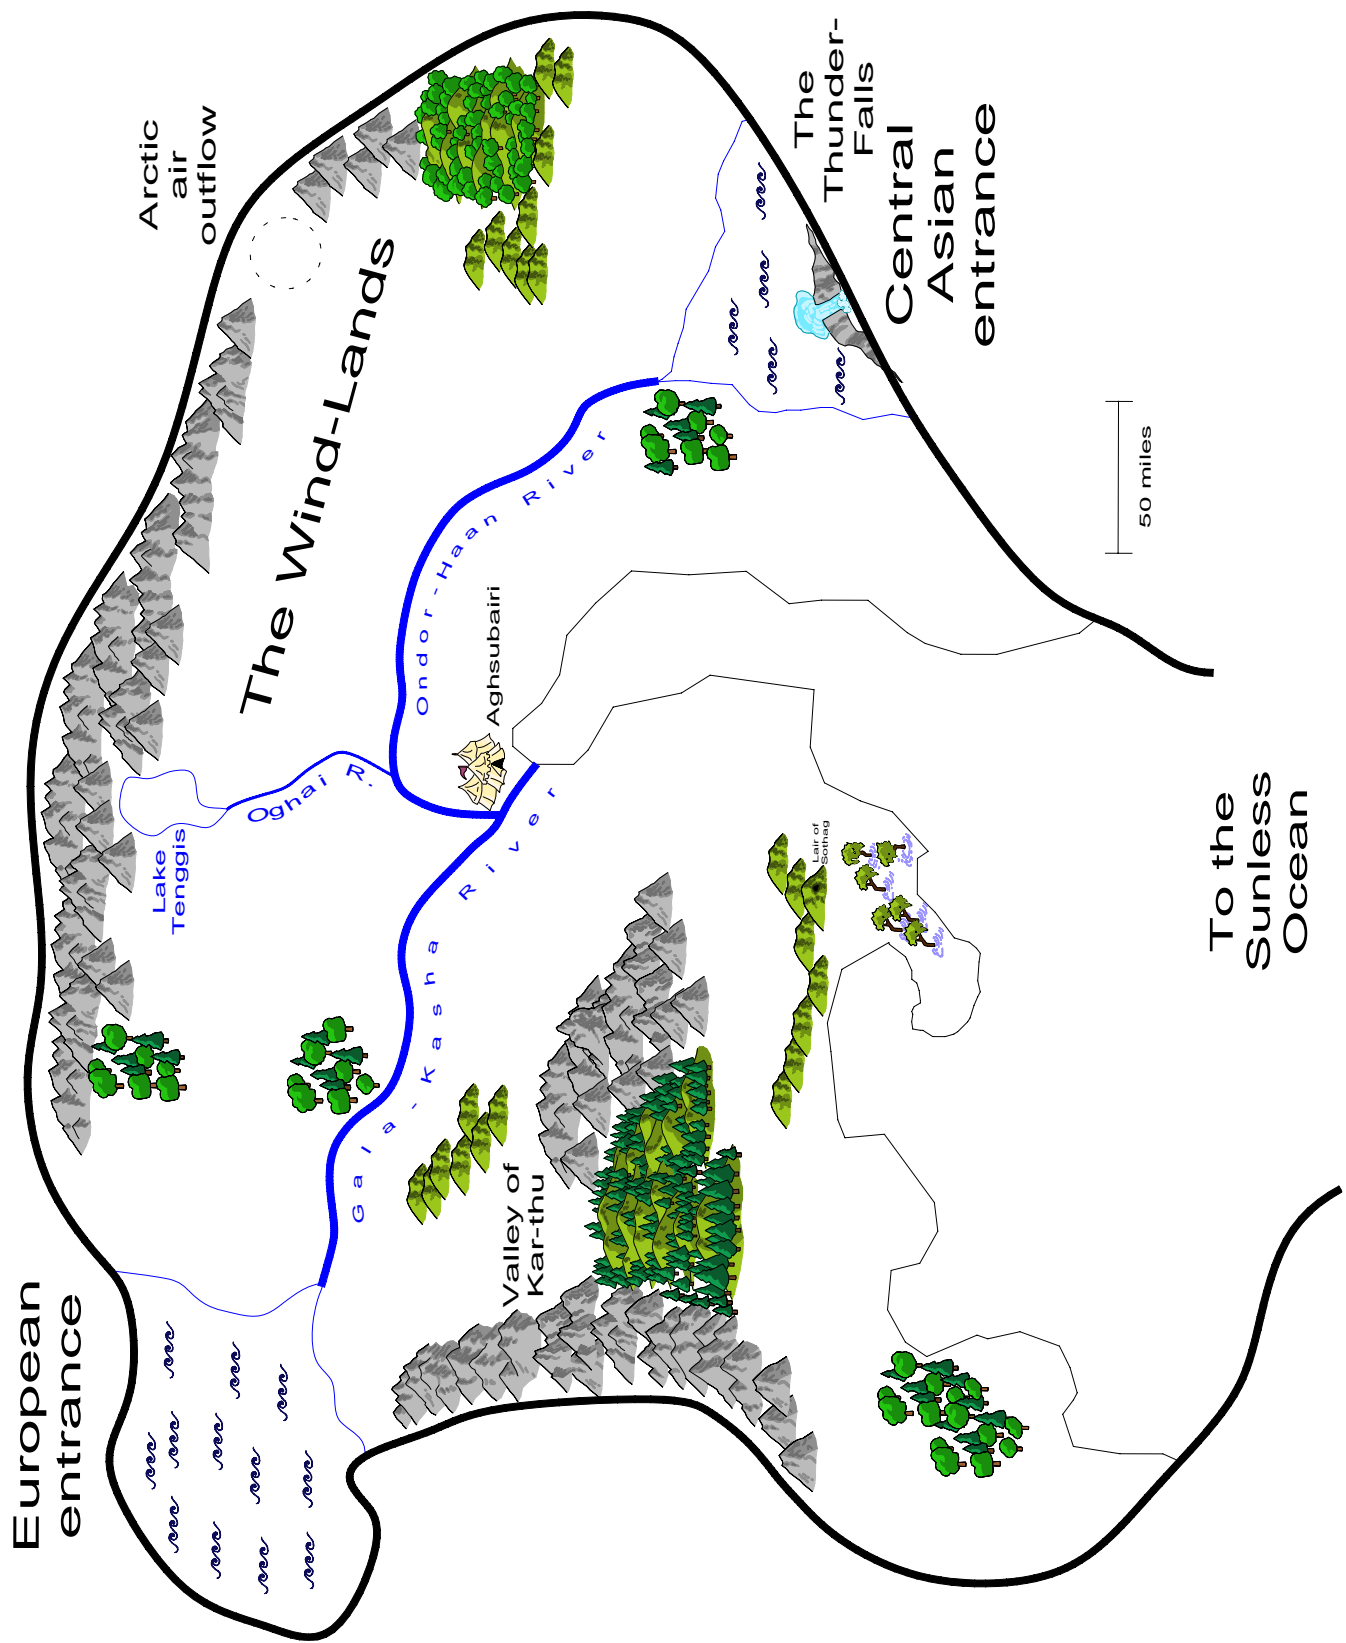 European
entrance
Arctic
air
outflow
The Wind-Lands
Lake
Tenggis
Oghai R.
Ondor-Haan River
Gala-Kasha River
Aghsubairi
Valley of
Kar-thu
Lair of
Sothag
The
Thunder-
Falls
Central
Asian
entrance
50 miles
To the
Sunless
Ocean